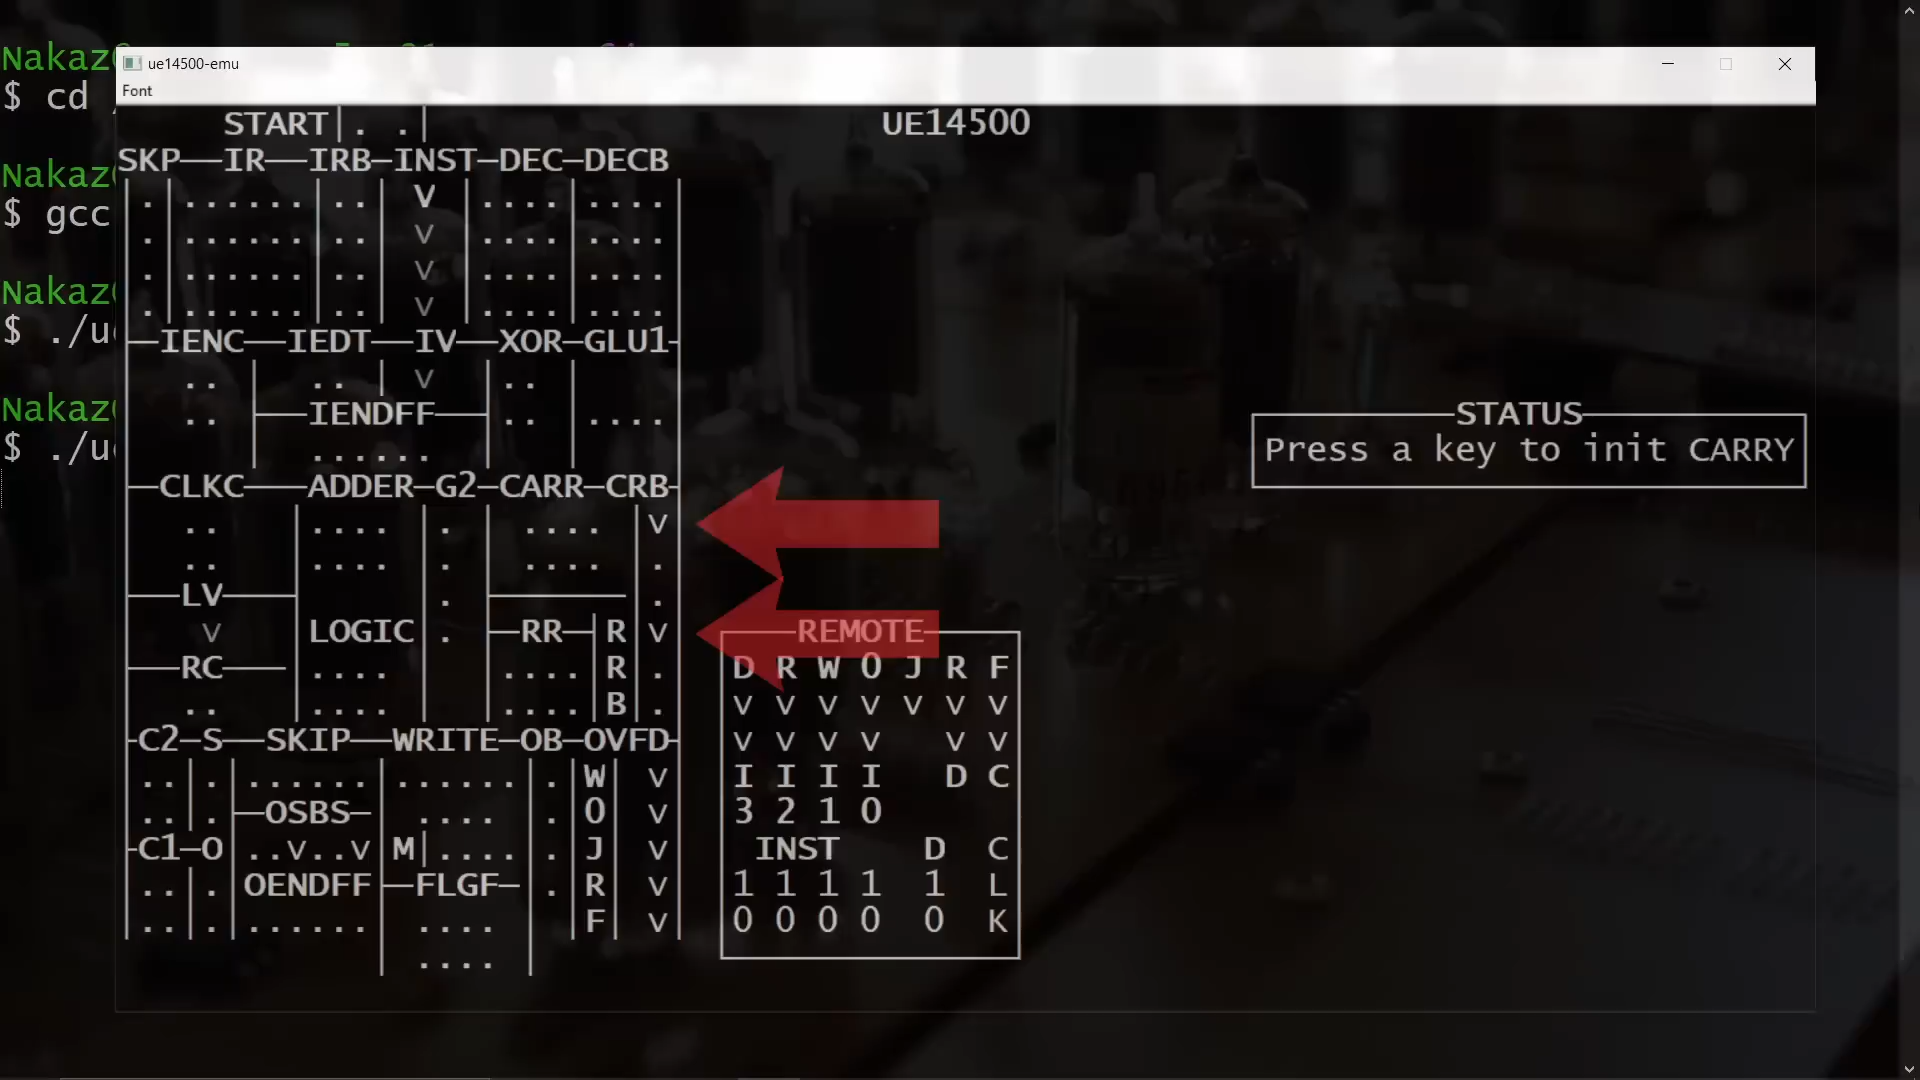 Nakaz
$ cd
Nakaz
$ gcc
Nakaz
$ ./u
Nakaz
$ ./u
ue14500-emu
Font
START|. .|
UE14500
SKP IR IRB INST DEC DECB
. ...... .. V .... ....
. ...... .. V .... ....
. ...... .. V .... ....
. ...... .. V .... ....
IENC IEDT IV XOR GLU1
.. .. V ..
.. IENDFF .. ....
......
CLKC ADDER G2 CARR CRB
.. .... . .... V
.. .... . .... .
LV . .
V LOGIC . RR R V
RC .... .... R .
.. .... .... B .
C2 S SKIP WRITE OB OVFD
.. . ...... ...... . W V
.. . OSBS .... . O V
C1 O ..V..V M|.... . J V
.. . OENDFF FLGF . R V
.. . ...... .... F V
....
STATUS
Press a key to init CARRY
REMOTE
D R W O J R F
V V V V V V V
V V V V V V
I I I I D C
3 2 1 0
INST D C
1 1 1 1 1 L
0 0 0 0 0 K